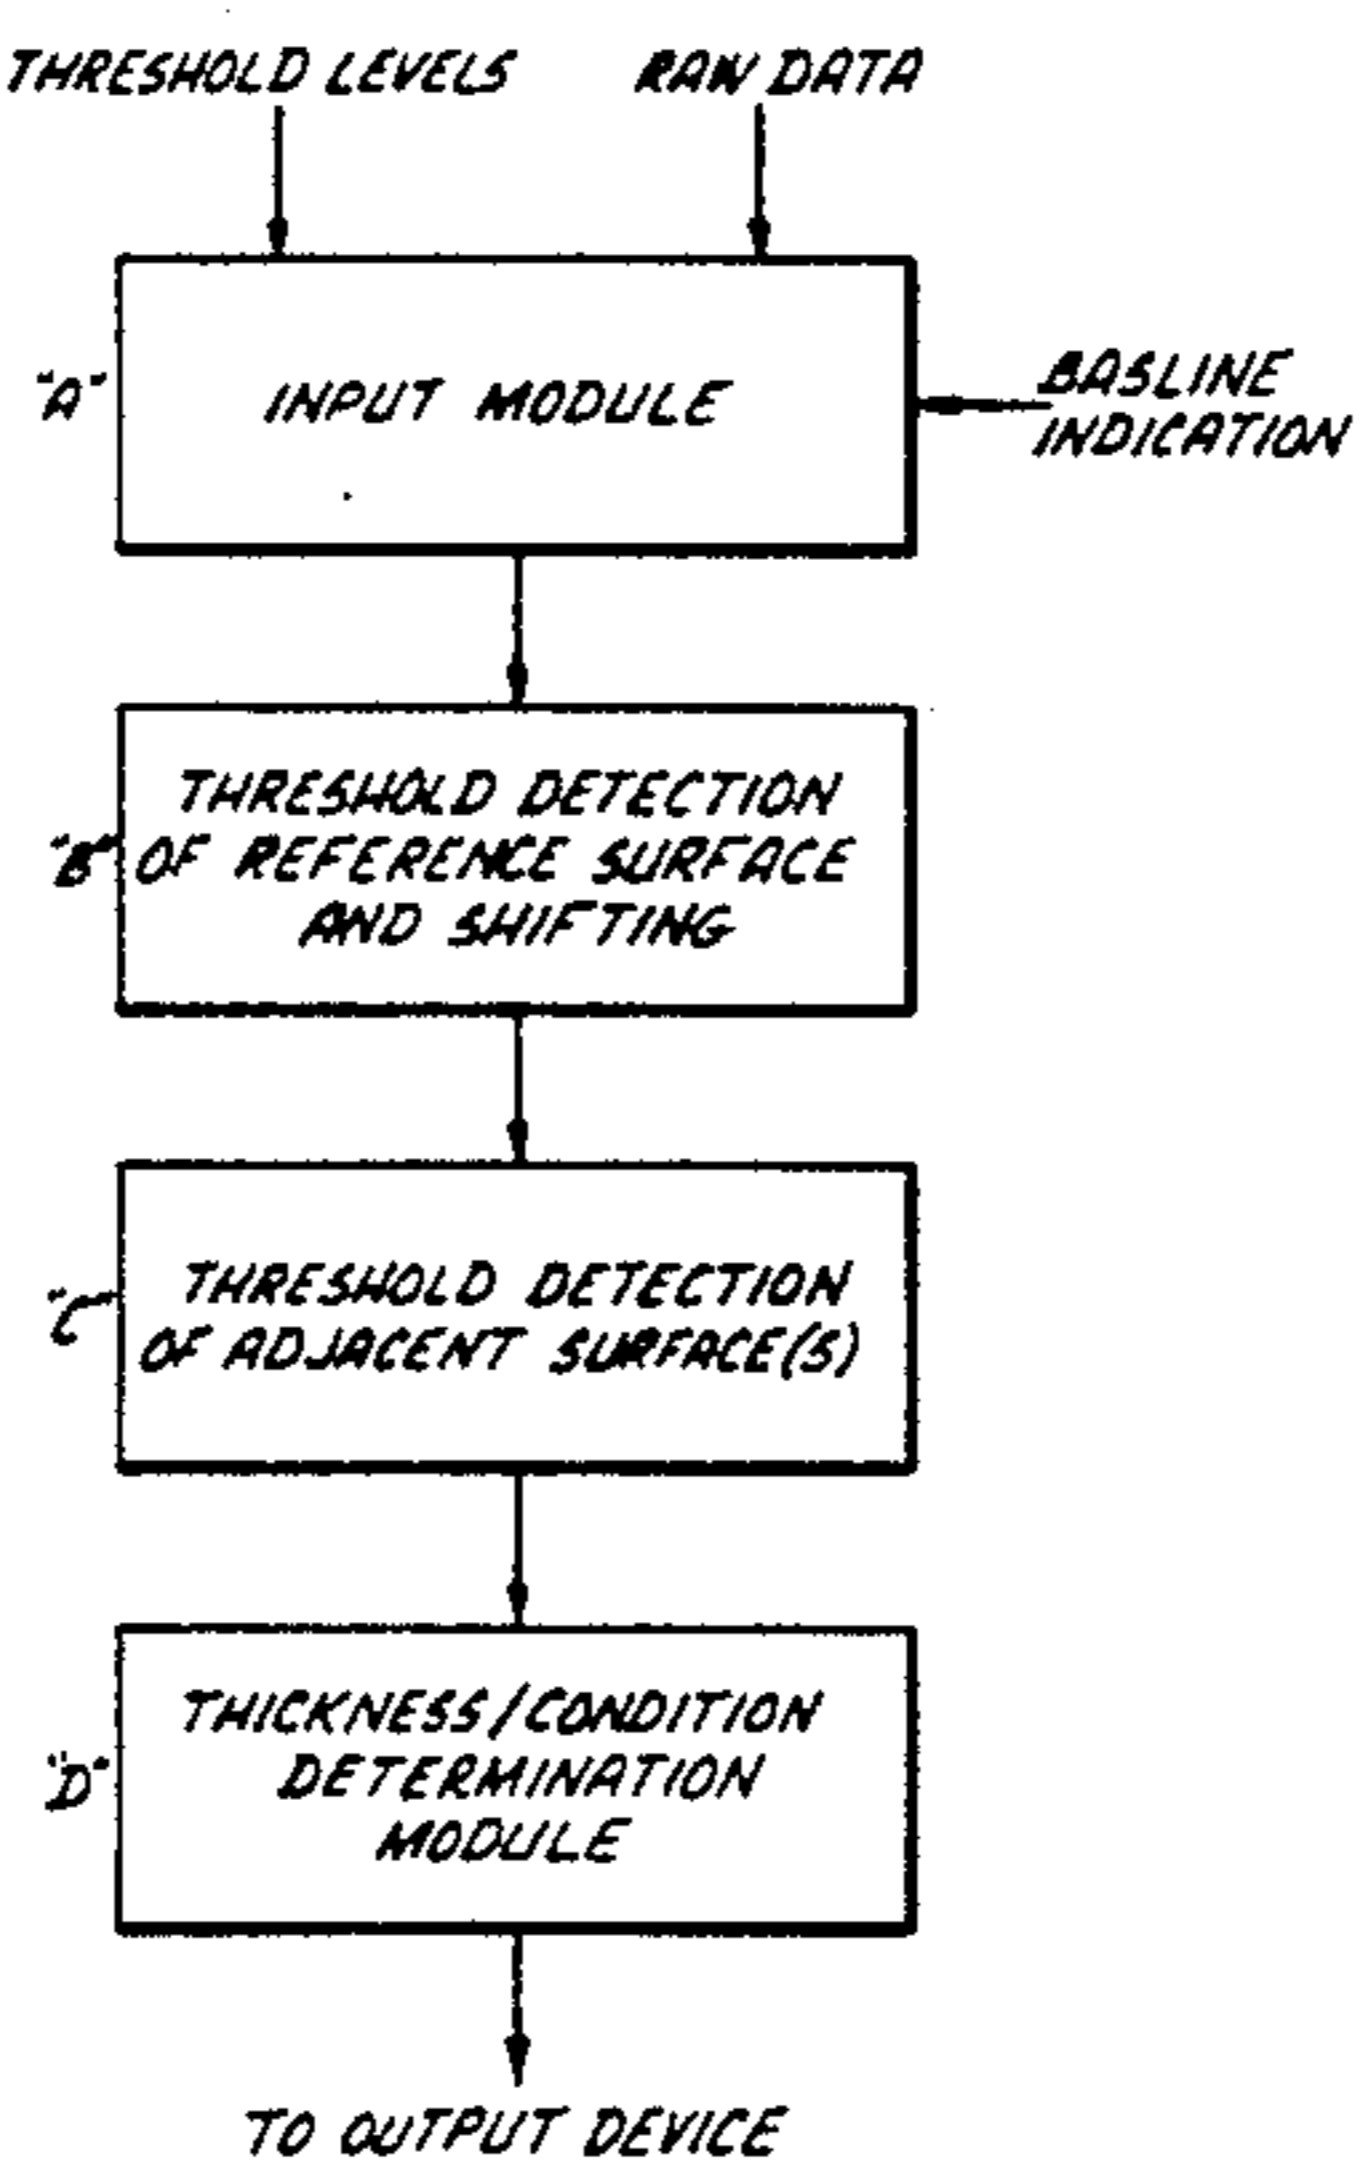 THRESHOLD LEVELS
RAW DATA
"A"
INPUT MODULE
BASLINE
INDICATION
THRESHOLD DETECTION
"B" OF REFERENCE SURFACE
AND SHIFTING
"C"
THRESHOLD DETECTION
OF ADJACENT SURFACE(S)
THICKNESS/CONDITION
"D"
DETERMINATION
MODULE
TO OUTPUT DEVICE